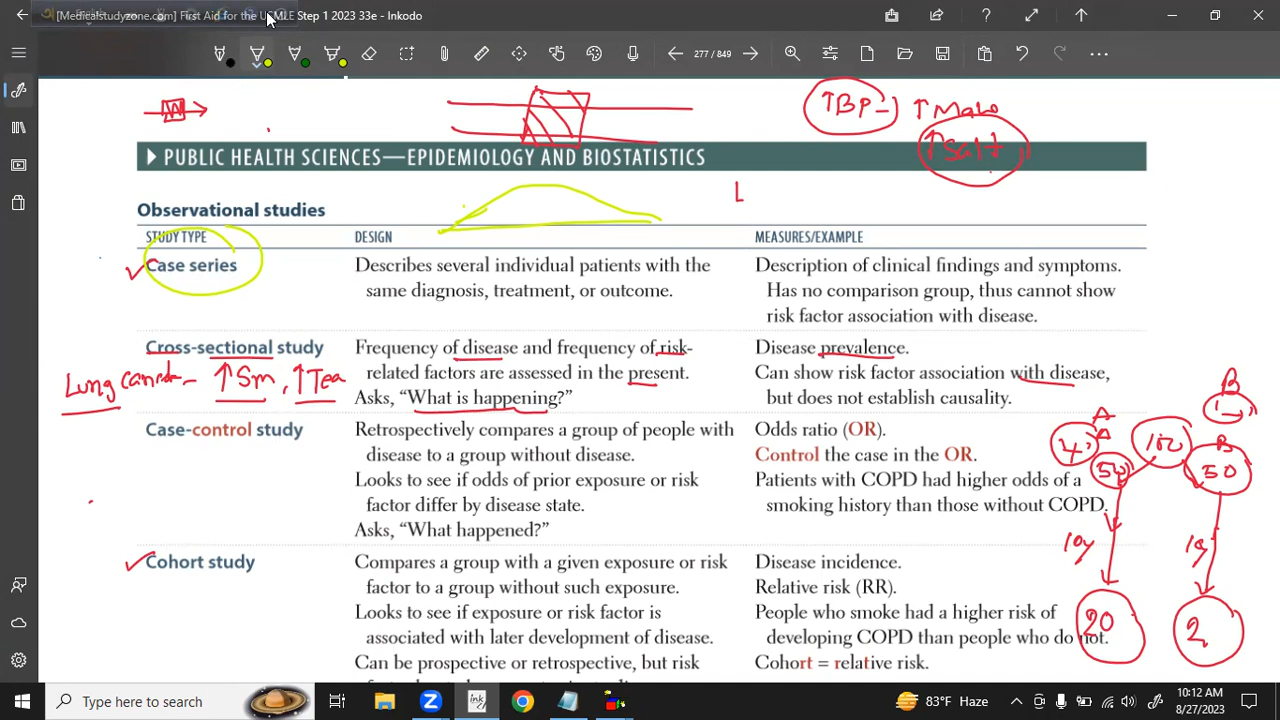 [Medicalstudyzone.com] First Aid for the USMLE Step 1 2023 33e - Inkodo
277 / 849
↑BP - ↑Male
↑Salt
PUBLIC HEALTH SCIENCES—EPIDEMIOLOGY AND BIOSTATISTICS
L
Observational studies
STUDY TYPE DESIGN MEASURES/EXAMPLE
Case series Describes several individual patients with the Description of clinical findings and symptoms.
same diagnosis, treatment, or outcome. Has no comparison group, thus cannot show
risk factor association with disease.
Cross-sectional study Frequency of disease and frequency of risk- Disease prevalence.
related factors are assessed in the present. Can show risk factor association with disease,
Lung - ↑Sm, ↑Tea
Asks, “What is happening?” but does not establish causality.
B
A
Case-control study Retrospectively compares a group of people with Odds ratio (OR).
A 100 B
disease to a group without disease. Control the case in the OR.
50 50
Looks to see if odds of prior exposure or risk Patients with COPD had higher odds of a
factor differ by disease state. smoking history than those without COPD.
Asks, “What happened?”
10y
Cohort study Compares a group with a given exposure or risk Disease incidence.
factor to a group without such exposure. Relative risk (RR).
Looks to see if exposure or risk factor is People who smoke had a higher risk of
20 2
associated with later development of disease. developing COPD than people who do not.
Can be prospective or retrospective, but risk Cohort = relative risk.
Type here to search
83°F Haze
10:12 AM
8/27/2023